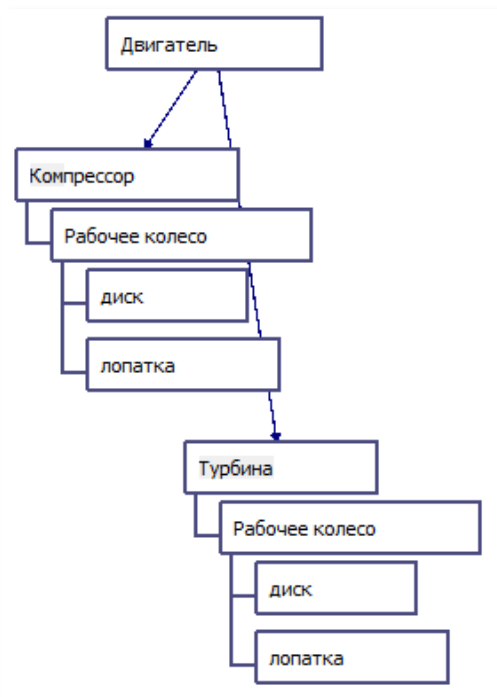 Двигатель
Компрессор
Рабочее колесо
диск
лопатка
Турбина
Рабочее колесо
диск
лопатка